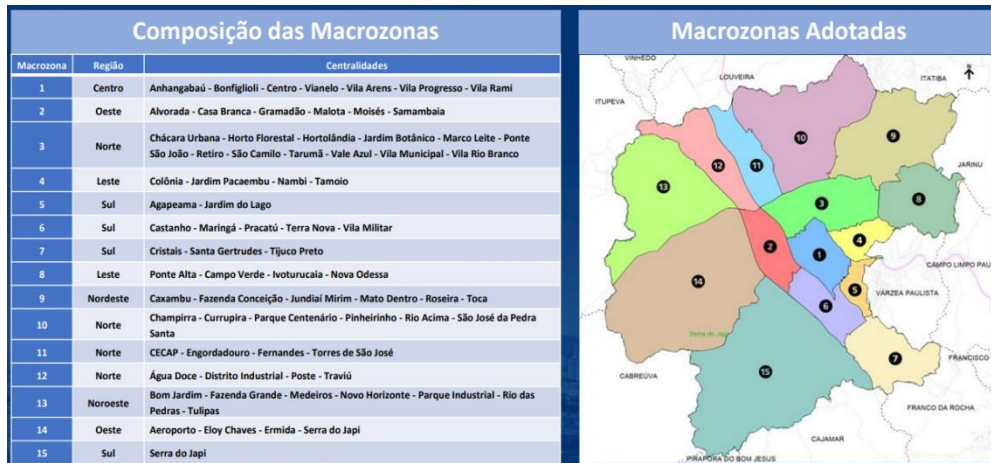 Composição das Macrozonas
Macrozona Região Centralidades
1 Centro Anhangabaú - Bonfiglioli - Centro - Vianelo - Vila Arens - Vila Progresso - Vila Rami
2 Oeste Alvorada - Casa Branca - Gramadão - Malota - Moisés - Samambaia
3 Norte Chácara Urbana - Horto Florestal - Hortolândia - Jardim Botânico - Marco Leite - Ponte
São João - Retiro - São Camilo - Tarumã - Vale Azul - Vila Municipal - Vila Rio Branco
4 Leste Colônia - Jardim Pacaembu - Nambi - Tamoio
5 Sul Agapeama - Jardim do Lago
6 Sul Castanho - Maringá - Pracatú - Terra Nova - Vila Militar
7 Sul Cristais - Santa Gertrudes - Tijuco Preto
8 Leste Ponte Alta - Campo Verde - Ivoturucaia - Nova Odessa
9 Nordeste Caxambu - Fazenda Conceição - Jundiaí Mirim - Mato Dentro - Roseira - Toca
10 Norte Champirra - Currupira - Parque Centenário - Pinheirinho - Rio Acima - São José da Pedra
Santa
11 Norte CECAP - Engordadouro - Fernandes - Torres de São José
12 Norte Água Doce - Distrito Industrial - Poste - Traviú
13 Noroeste Bom Jardim - Fazenda Grande - Medeiros - Novo Horizonte - Parque Industrial - Rio das
Pedras - Tulipas
14 Oeste Aeroporto - Eloy Chaves - Ermida - Serra do Japi
15 Sul Serra do Japi
Macrozonas Adotadas
VINHEDO
LOUVEIRA
ITATIBA
ITUPEVA
10
9
12
11
JARINU
13
8
3
2
4
1
CAMPO LIMPO PAU
14
5
VÁRZEA PAULISTA
6
Serra do Japi
7
FRANCISCO
15
CABREÚVA
FRANCO DA ROCHA
CAJAMAR
PIRAPORA DO BOM JESUS